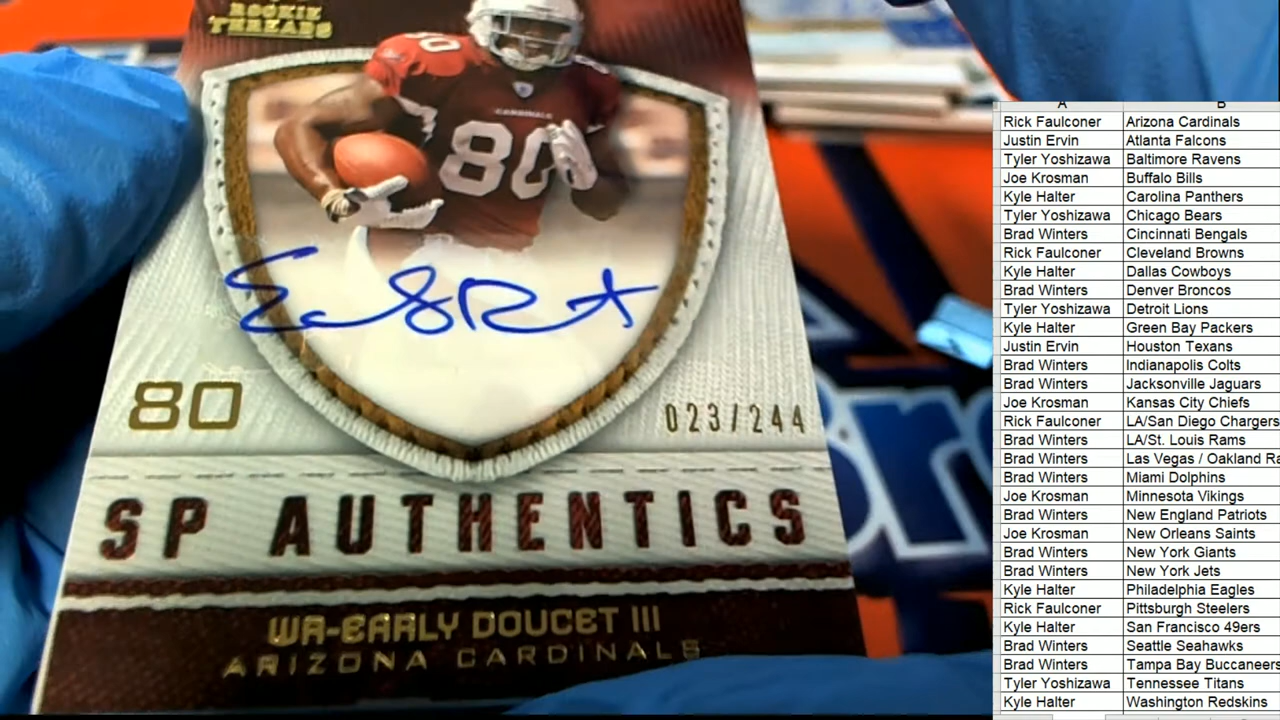 ROOKIE
THREADS
80
CARDINALS
80
023/244
SP AUTHENTICS
WR-EARLY DOUCET III
ARIZONA CARDINALS
A B
Rick Faulconer Arizona Cardinals
Justin Ervin Atlanta Falcons
Tyler Yoshizawa Baltimore Ravens
Joe Krosman Buffalo Bills
Kyle Halter Carolina Panthers
Tyler Yoshizawa Chicago Bears
Brad Winters Cincinnati Bengals
Rick Faulconer Cleveland Browns
Kyle Halter Dallas Cowboys
Brad Winters Denver Broncos
Tyler Yoshizawa Detroit Lions
Kyle Halter Green Bay Packers
Justin Ervin Houston Texans
Brad Winters Indianapolis Colts
Brad Winters Jacksonville Jaguars
Joe Krosman Kansas City Chiefs
Rick Faulconer LA/San Diego Chargers
Brad Winters LA/St. Louis Rams
Brad Winters Las Vegas / Oakland Ra
Brad Winters Miami Dolphins
Joe Krosman Minnesota Vikings
Brad Winters New England Patriots
Joe Krosman New Orleans Saints
Brad Winters New York Giants
Brad Winters New York Jets
Kyle Halter Philadelphia Eagles
Rick Faulconer Pittsburgh Steelers
Kyle Halter San Francisco 49ers
Brad Winters Seattle Seahawks
Brad Winters Tampa Bay Buccaneers
Tyler Yoshizawa Tennessee Titans
Kyle Halter Washington Redskins